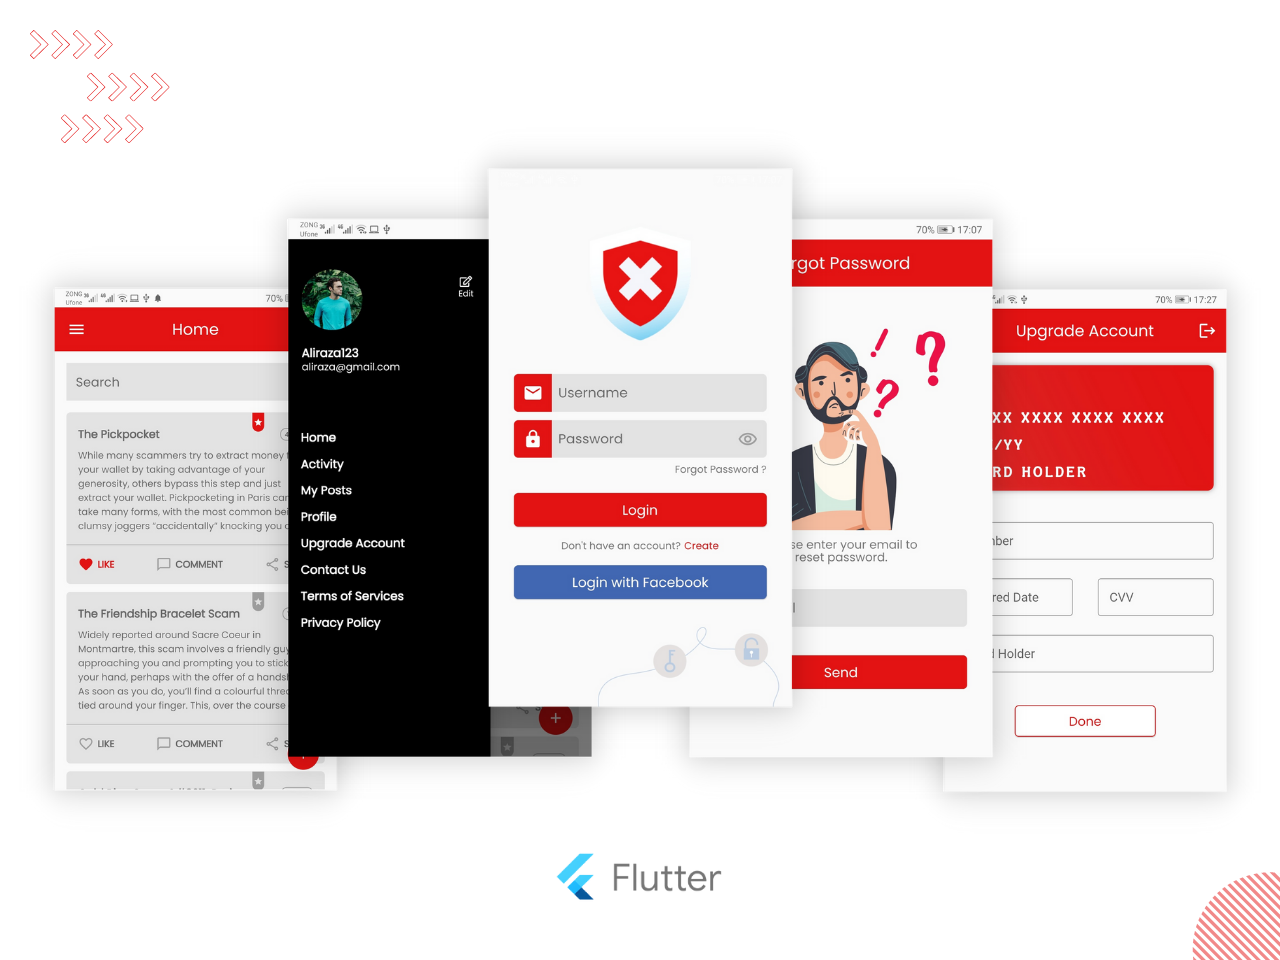 ZONG
Ufone
70%
Home
Search
The Pickpocket
While many scammers try to extract money
your wallet by taking advantage of your
generosity, others bypass this step and just
extract your wallet. Pickpocketing in Paris can
take many forms, with the most common
clumsy joggers "accidentally" knocking you
LIKE
COMMENT
The Friendship Bracelet Scam
Widely reported around Sacre Coeur in
Montmartre, this scam involves a friendly guy
approaching you and prompting you to stick
your hand, perhaps with the offer of a
As soon as you do, you'll find a colourful
tied around your finger. This, over the course
LIKE
COMMENT
ZONG
Ufone
Edit
Aliraza123
aliraza@gmail.com
Home
Activity
My Posts
Profile
Upgrade Account
Contact Us
Terms of Services
Privacy Policy
Username
Password
Forgot Password ?
Login
Don't have an account? Create
Login with Facebook
70% 17:07
rgot Password
se enter your email to
reset password.
Send
70% 17:27
Upgrade Account
XX XXXX XXXX XXXX
/YY
RD HOLDER
ber
red Date
CVV
Holder
Done
Flutter